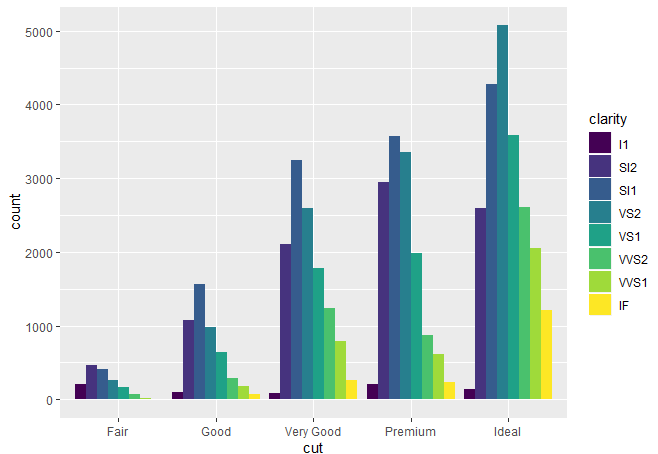 5000
4000
3000
2000
1000
0
count
Fair
Good
Very Good
Premium
Ideal
cut
clarity
I1
SI2
SI1
VS2
VS1
VVS2
VVS1
IF